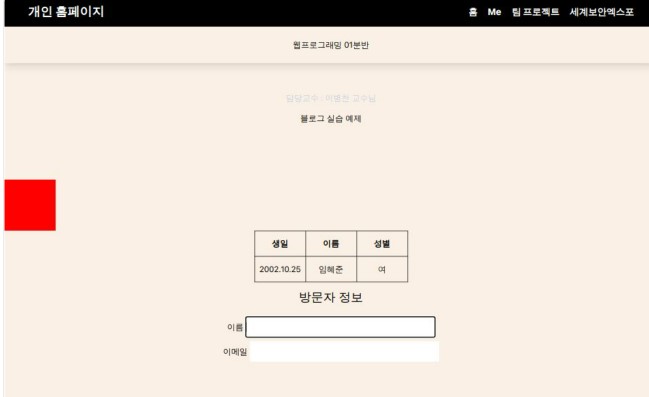 개인 홈페이지
홈 Me 팀 프로젝트 세계보안엑스포
웹프로그래밍 01분반
담당교수 : 이병천 교수님
블로그 실습 예제
생일 이름 성별
2002.10.25 임혜준 여
방문자 정보
이름
이메일